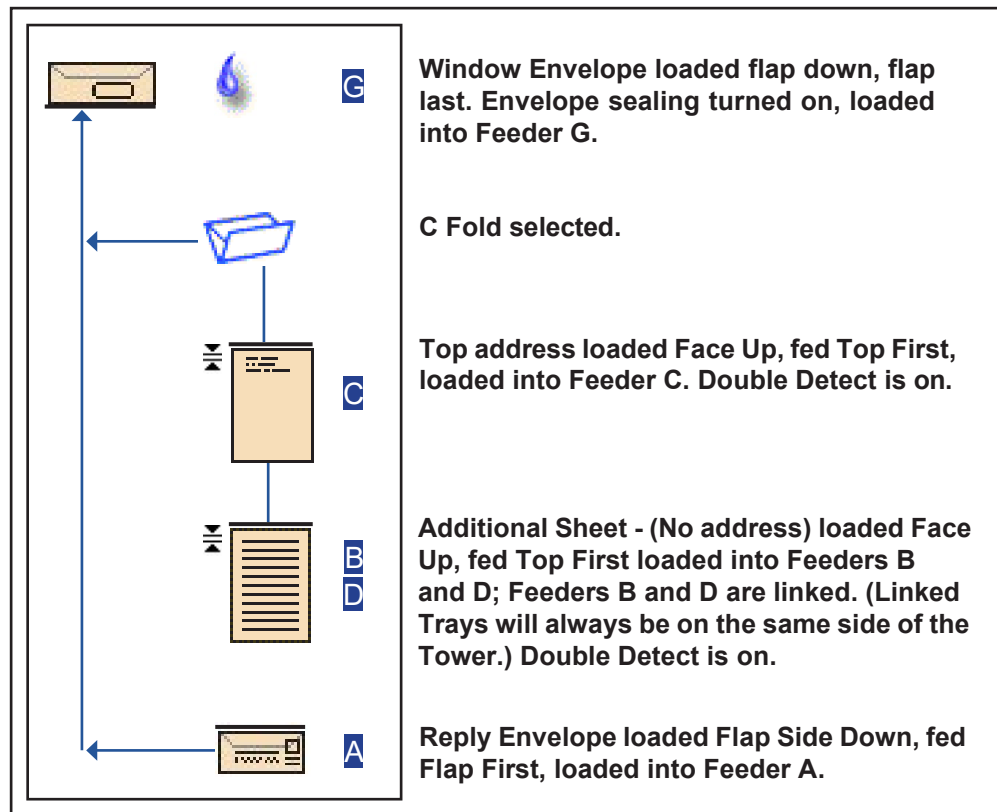 G
Window Envelope loaded flap down, flap
last. Envelope sealing turned on, loaded
into Feeder G.
C Fold selected.
C
Top address loaded Face Up, fed Top First,
loaded into Feeder C. Double Detect is on.
B
D
Additional Sheet - (No address) loaded Face
Up, fed Top First loaded into Feeders B
and D; Feeders B and D are linked. (Linked
Trays will always be on the same side of the
Tower.) Double Detect is on.
A
Reply Envelope loaded Flap Side Down, fed
Flap First, loaded into Feeder A.